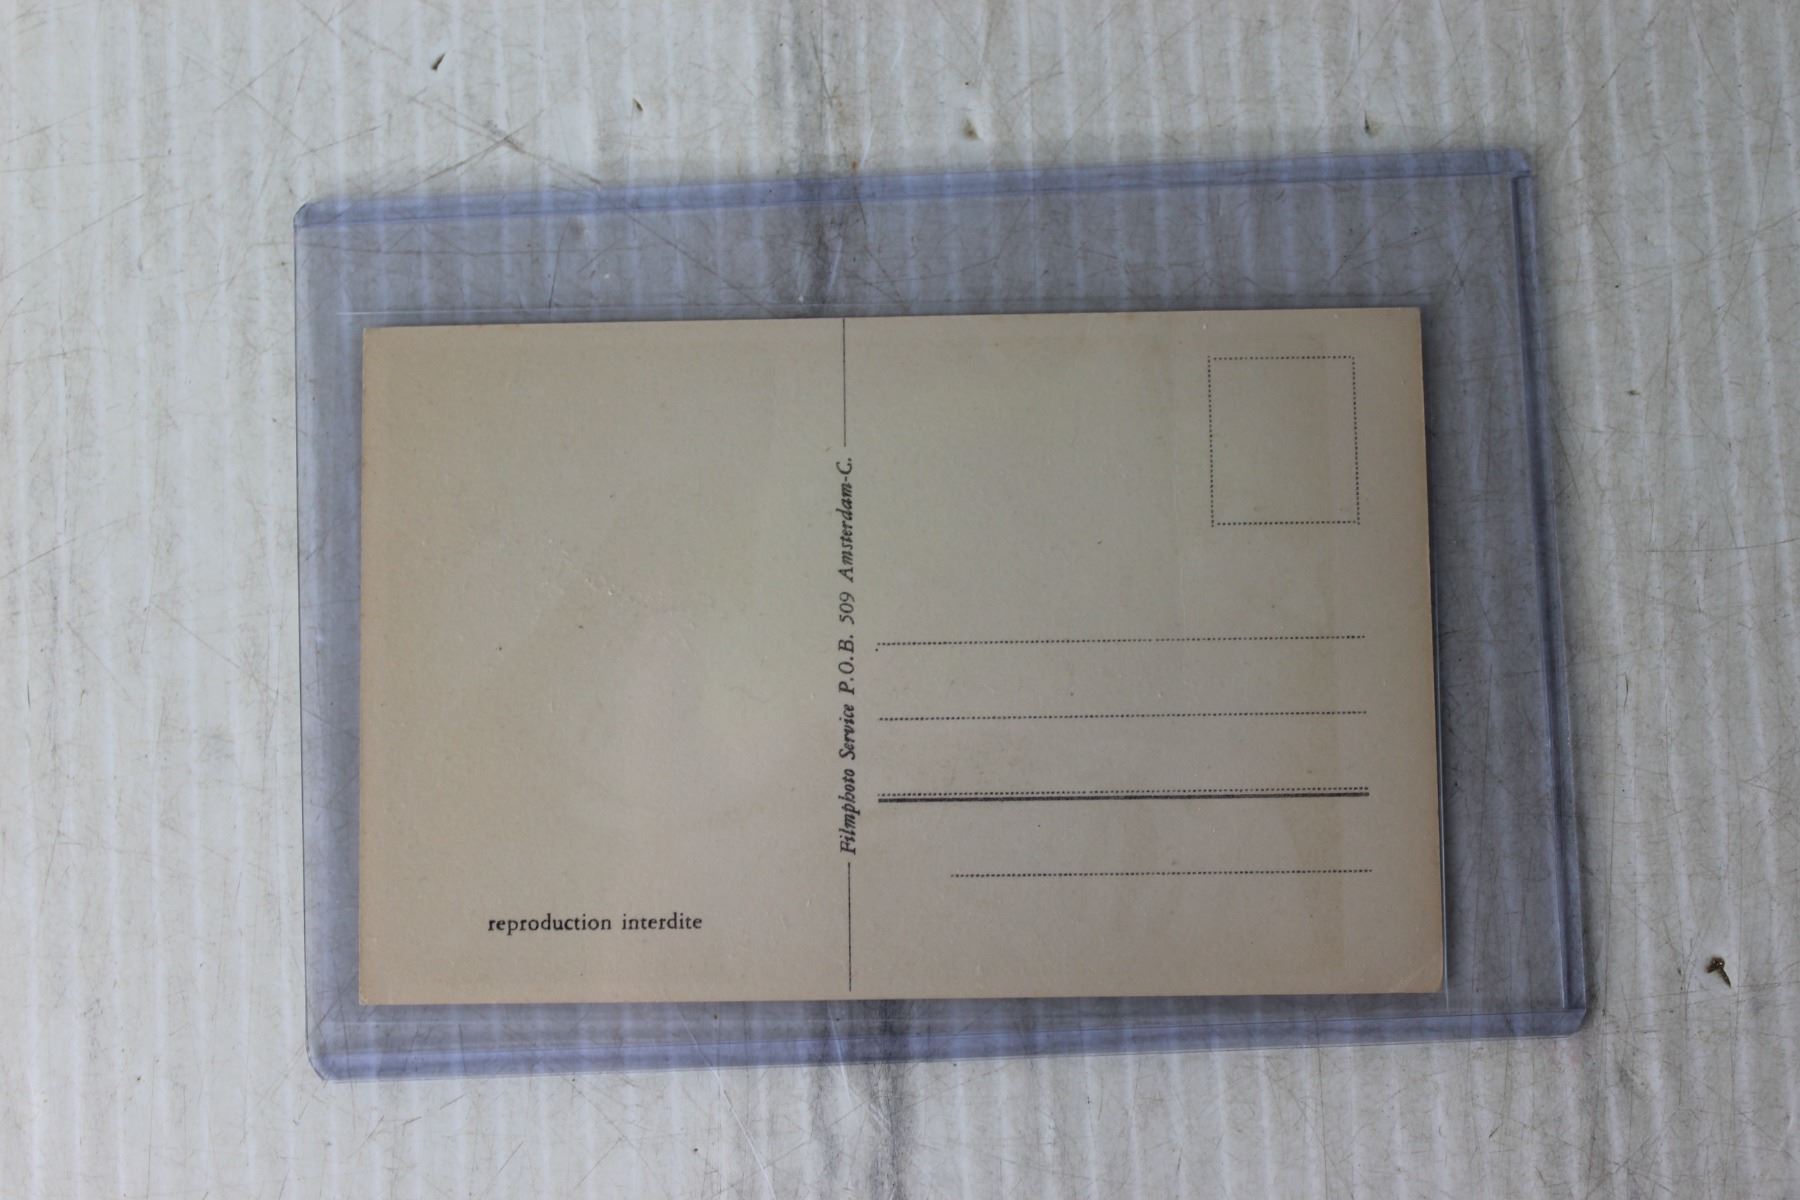 Filmphoto Service P.O.B. 509 Amsterdam-C.
reproduction interdite